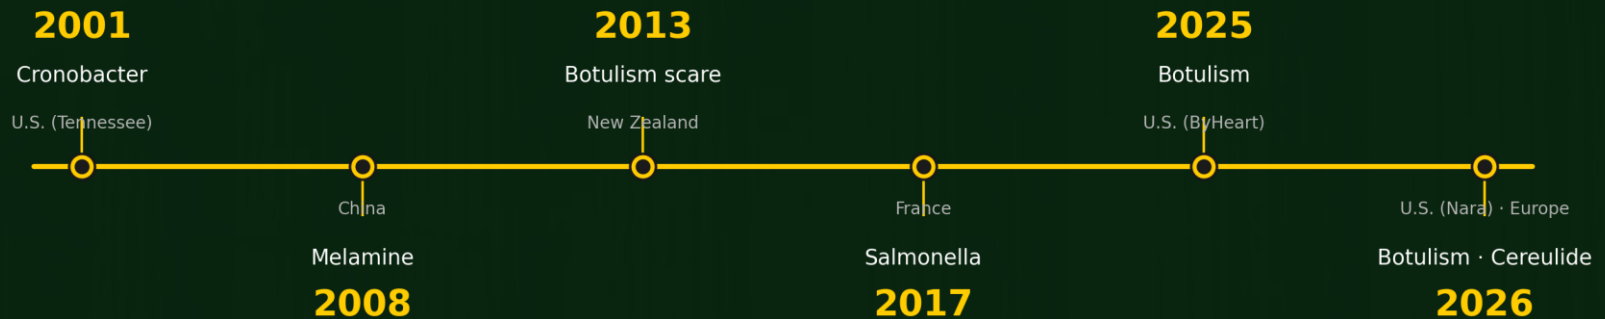 2001
Cronobacter
U.S. (Tennessee)
China
Melamine
2008
2013
Botulism scare
New Zealand
France
Salmonella
2017
2025
Botulism
U.S. (ByHeart)
U.S. (Nara) · Europe
Botulism · Cereulide
2026